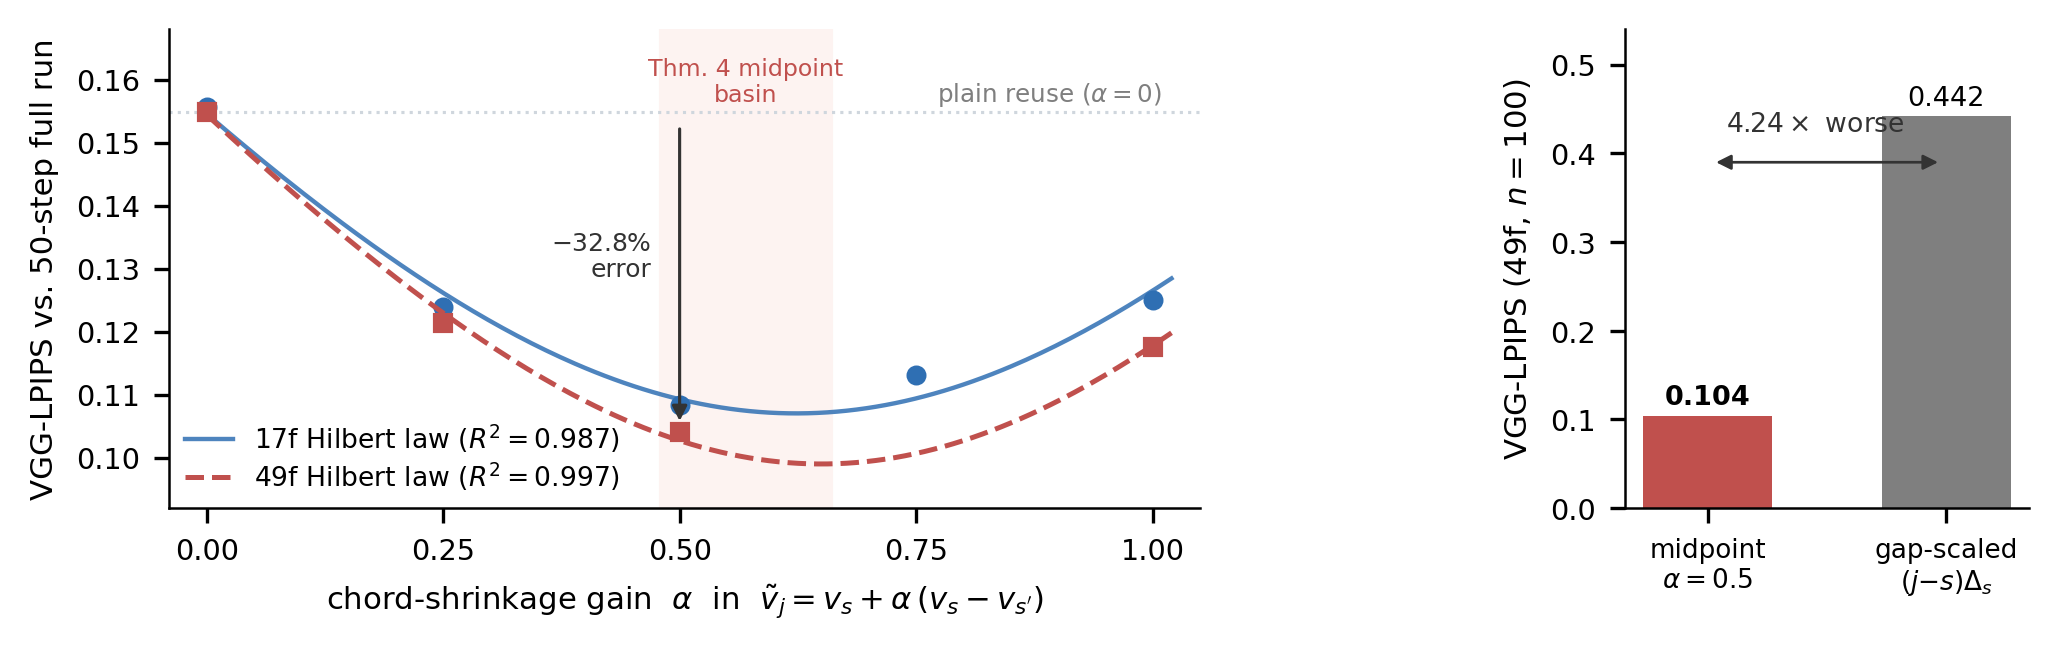 VGG-LPIPS vs. 50-step full run
0.16
0.15
0.14
0.13
0.12
0.11
0.10
Thm. 4 midpoint
basin
plain reuse (α = 0)
−32.8%
error
17f Hilbert law (R² = 0.987)
49f Hilbert law (R² = 0.997)
0.00 0.25 0.50 0.75 1.00
chord-shrinkage gain α in ṽ_j = v_s + α (v_s − v_s′)
VGG-LPIPS (49f, n = 100)
0.5
0.4
0.3
0.2
0.1
0.0
0.442
4.24× worse
0.104
midpoint
α = 0.5
gap-scaled
(j−s)Δ_s